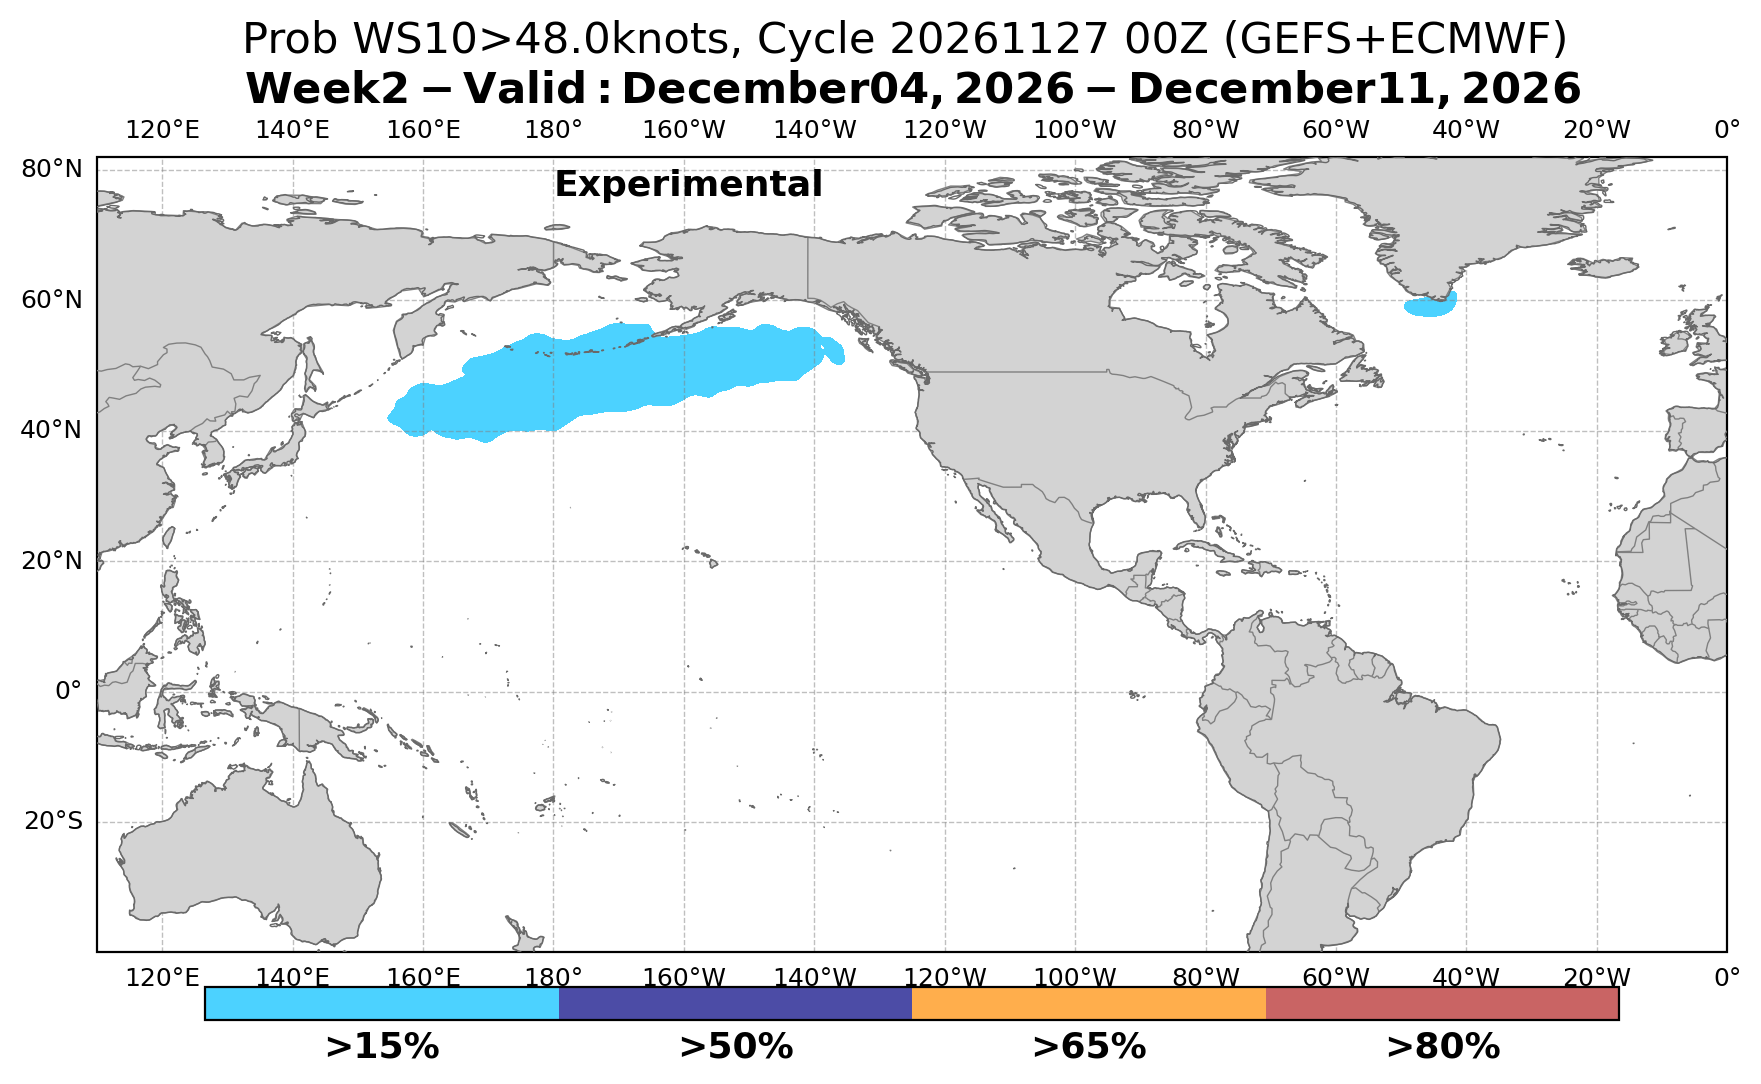 Prob WS10>48.0knots, Cycle 20261127 00Z (GEFS+ECMWF)
Week2 − Valid : December04, 2026 − December11, 2026
120°E 140°E 160°E 180° 160°W 140°W 120°W 100°W 80°W 60°W 40°W 20°W 0°
80°N
Experimental
60°N
40°N
20°N
0°
20°S
120°E 140°E 160°E 180° 160°W 140°W 120°W 100°W 80°W 60°W 40°W 20°W 0°
>15% >50% >65% >80%